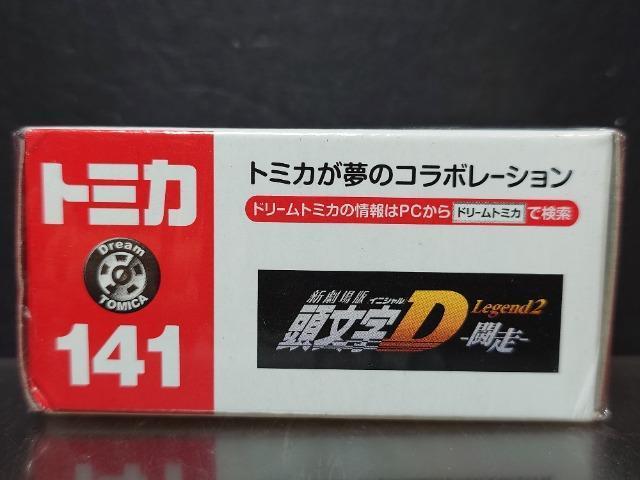 トミカ
Dream
TOMICA
141
トミカが夢のコラボレーション
ドリームトミカの情報はPCから ドリームトミカ で検索
新劇場版 イニシャル
頭文字D Legend2
-闘走-